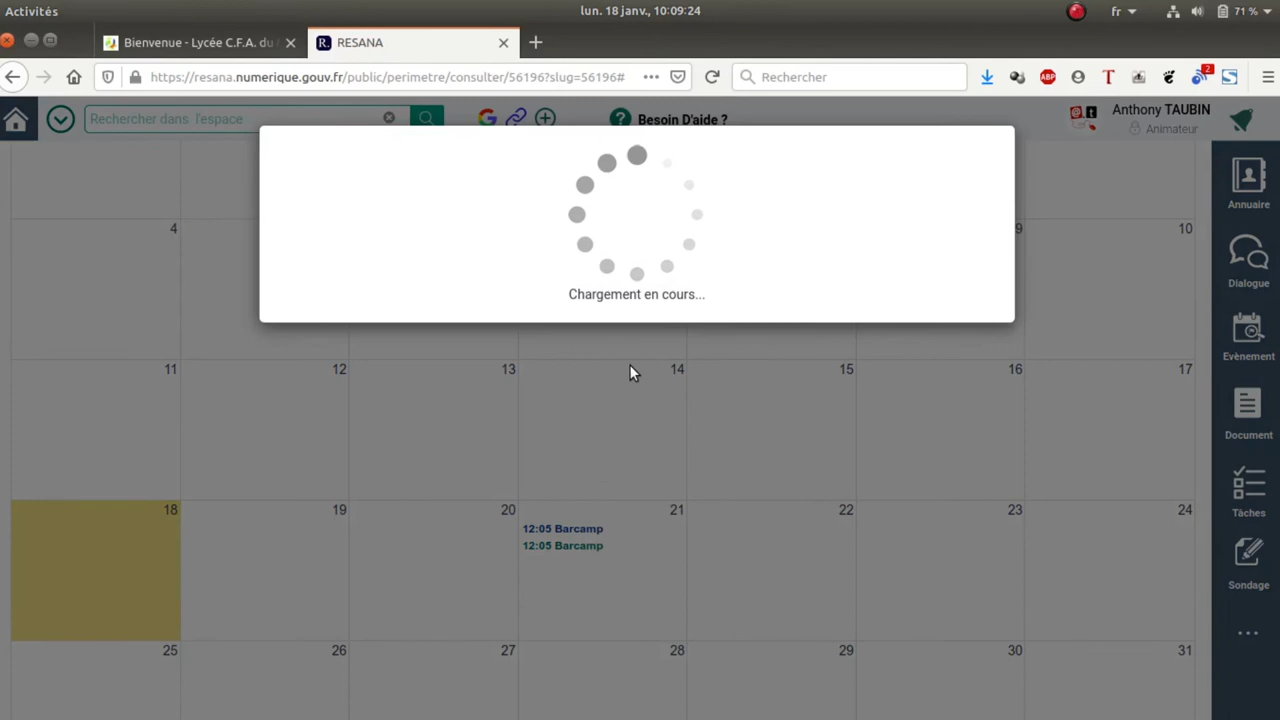 Activités
lun. 18 janv., 10:09:24
fr
71 %
Bienvenue - Lycée C.F.A. du
R. RESANA
https://resana.numerique.gouv.fr/public/perimetre/consulter/56196?slug=56196#
Rechercher
ABP
T
2
S
Rechercher dans l'espace
G
? Besoin D'aide ?
Anthony TAUBIN
Animateur
Chargement en cours...
4
9
10
11
12
13
14
15
16
17
18
19
20
21
22
23
24
12:05 Barcamp
12:05 Barcamp
25
26
27
28
29
30
31
Annuaire
Dialogue
Evènement
Document
Tâches
Sondage